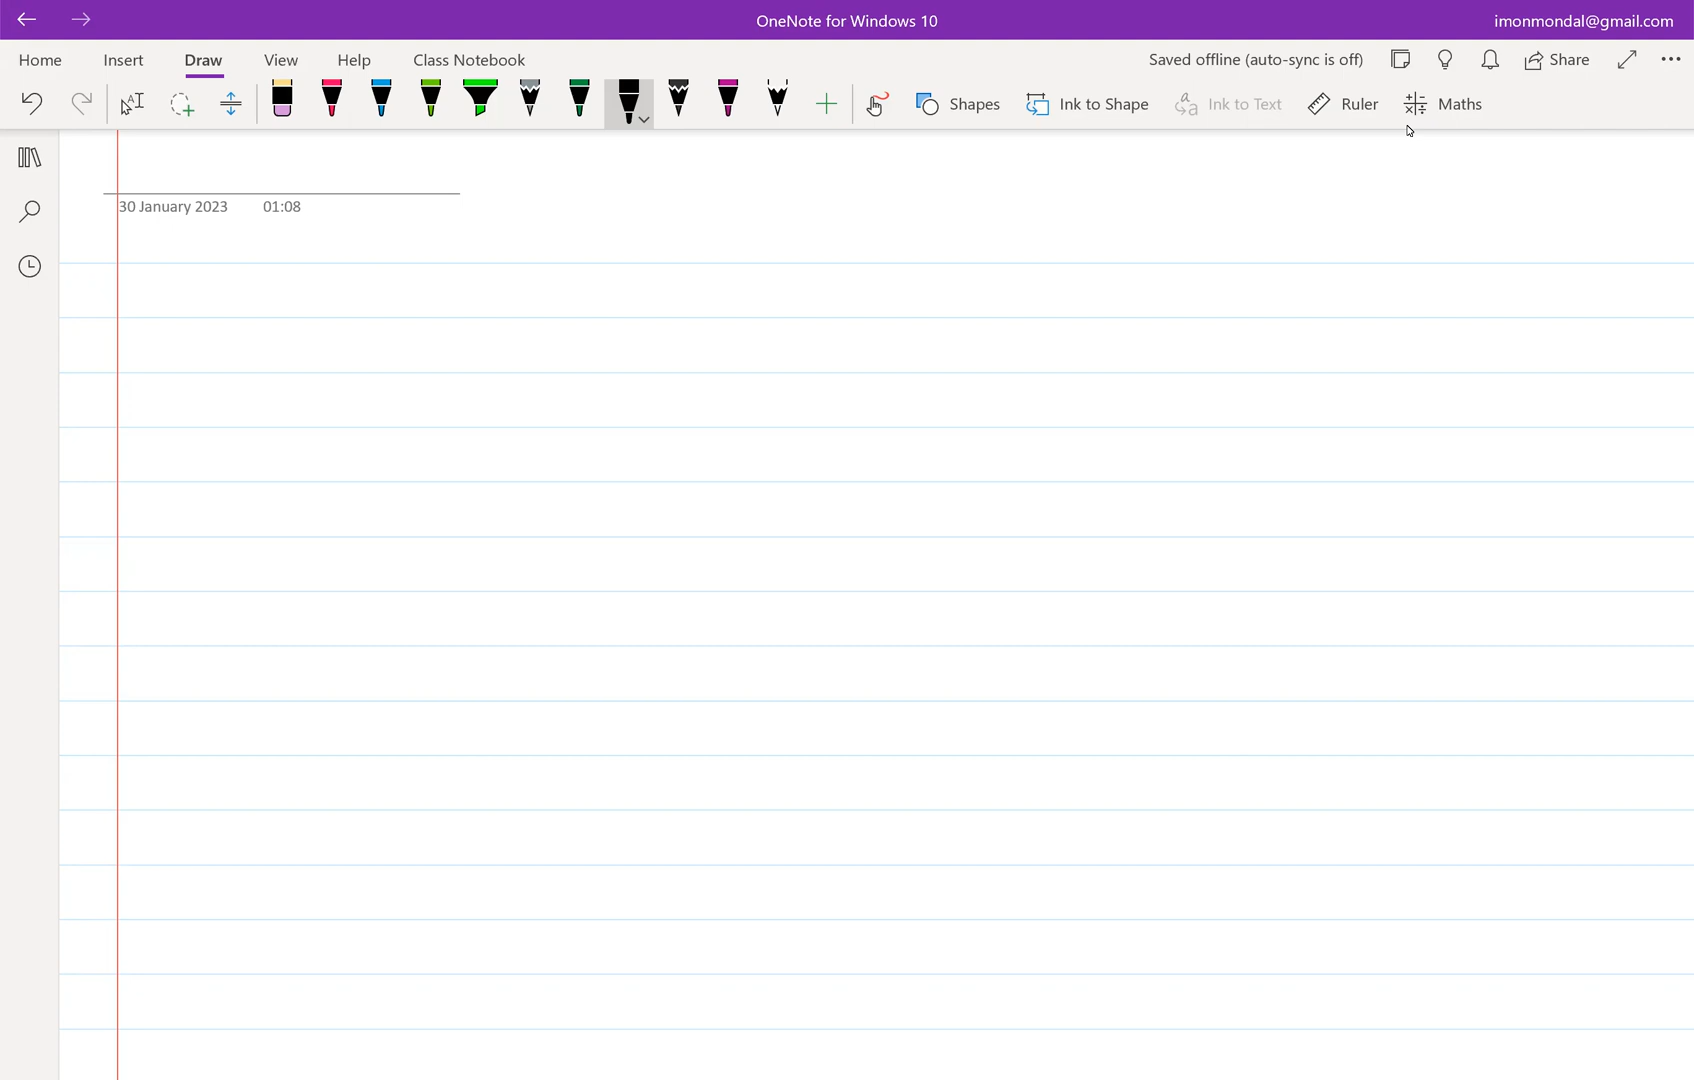 OneNote for Windows 10
imonmondal@gmail.com
Home Insert Draw View Help Class Notebook
Saved offline (auto-sync is off) Share
Shapes Ink to Shape Ink to Text Ruler Maths
30 January 2023 01:08